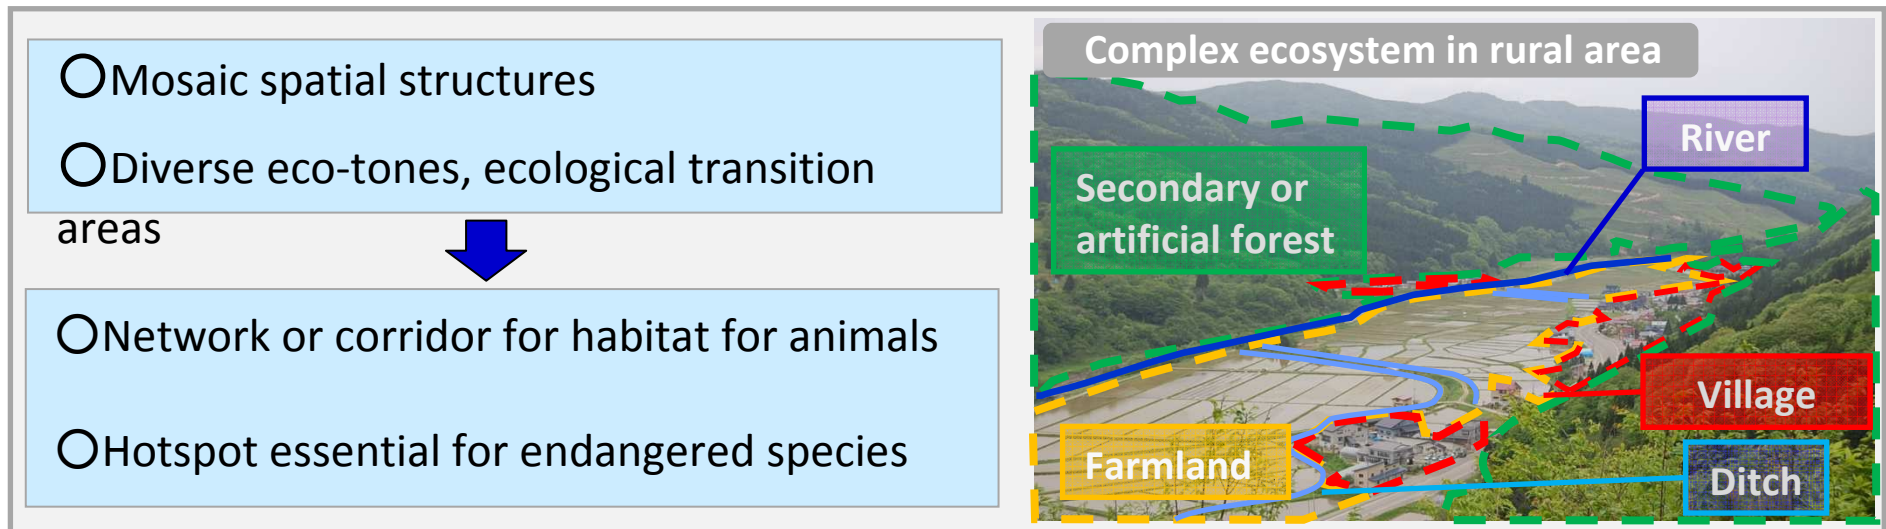 ○Mosaic spatial structures
○Diverse eco-tones, ecological transition
areas
○Network or corridor for habitat for animals
○Hotspot essential for endangered species
Complex ecosystem in rural area
River
Secondary or
artificial forest
Village
Farmland
Ditch